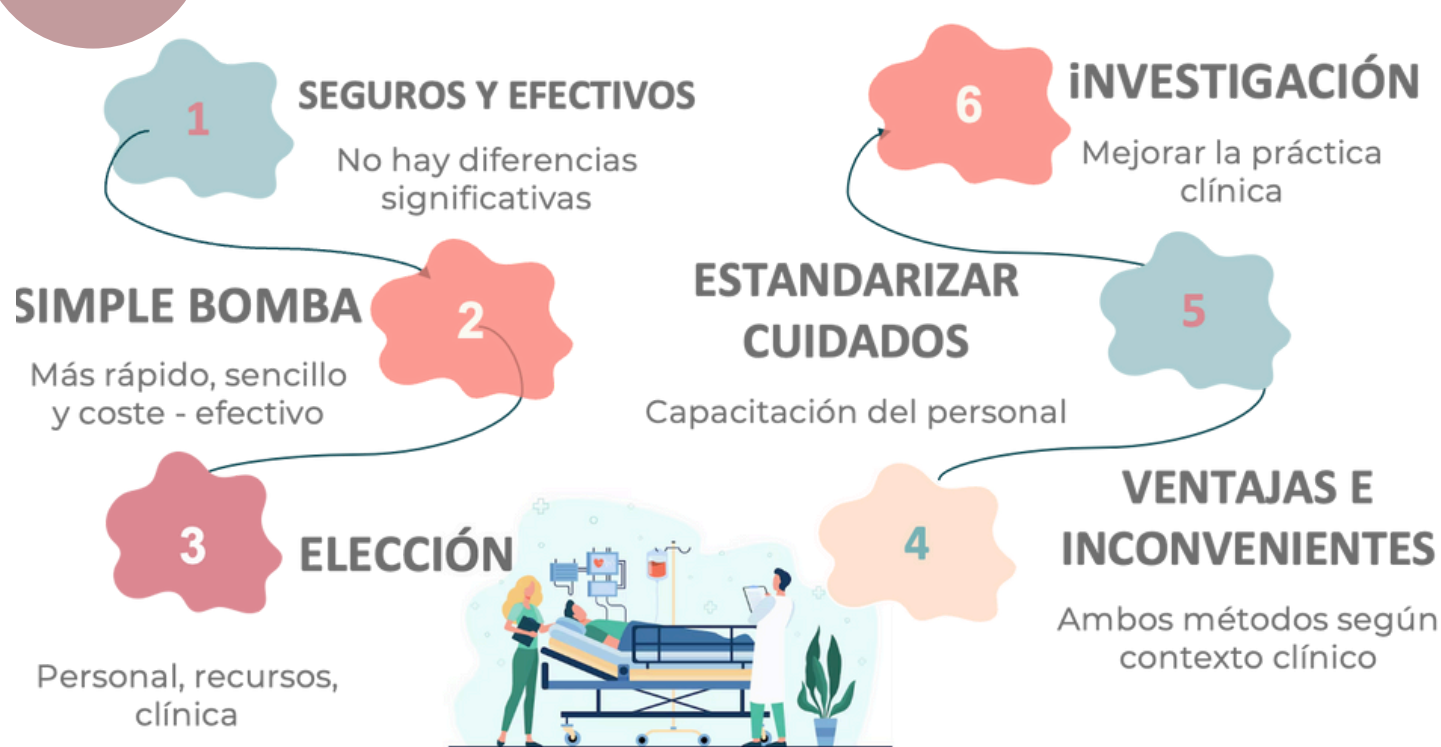 1
SEGUROS Y EFECTIVOS
No hay diferencias
significativas
2
SIMPLE BOMBA
Más rápido, sencillo
y coste - efectivo
3
ELECCIÓN
Personal, recursos,
clínica
4
VENTAJAS E
INCONVENIENTES
Ambos métodos según
contexto clínico
5
ESTANDARIZAR
CUIDADOS
Capacitación del personal
6
iNVESTIGACIÓN
Mejorar la práctica
clínica